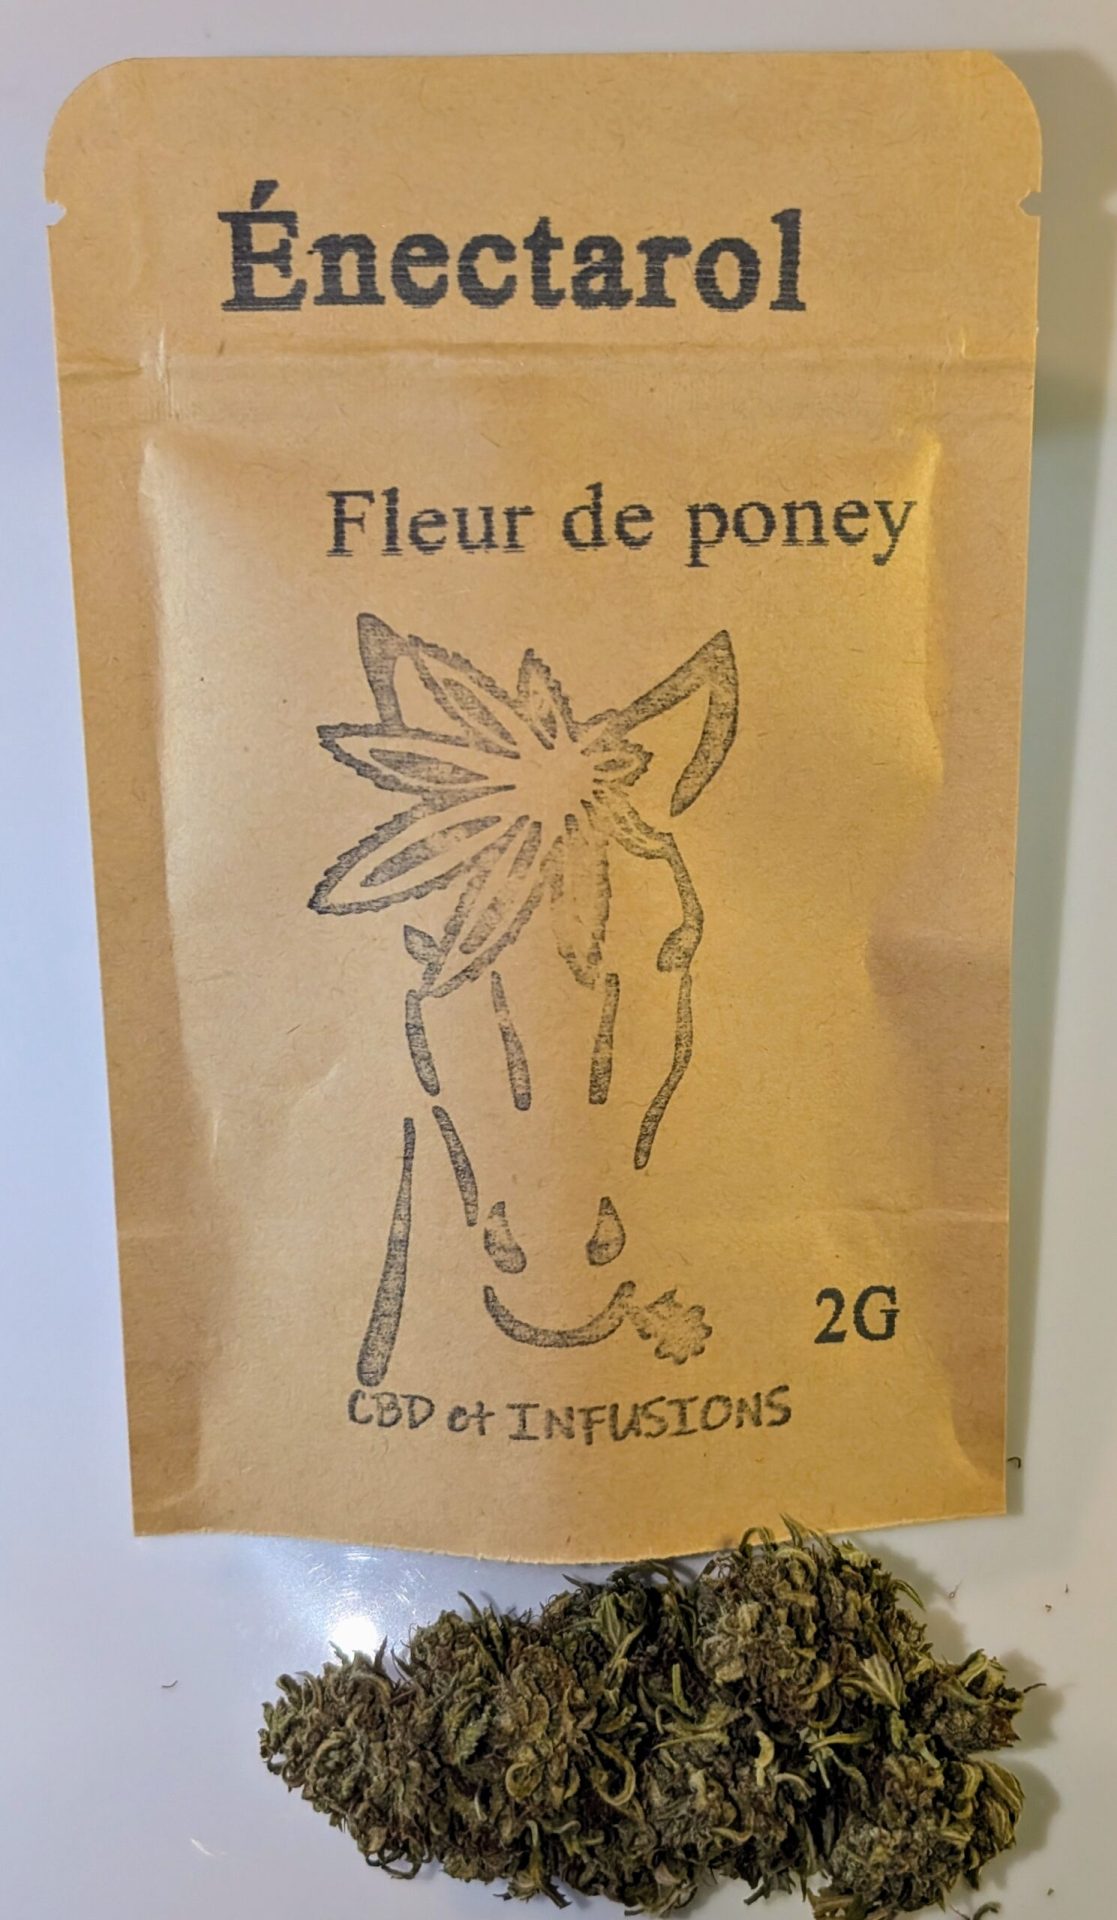 Énectarol
Fleur de poney
2G
CBD et INFUSIONS